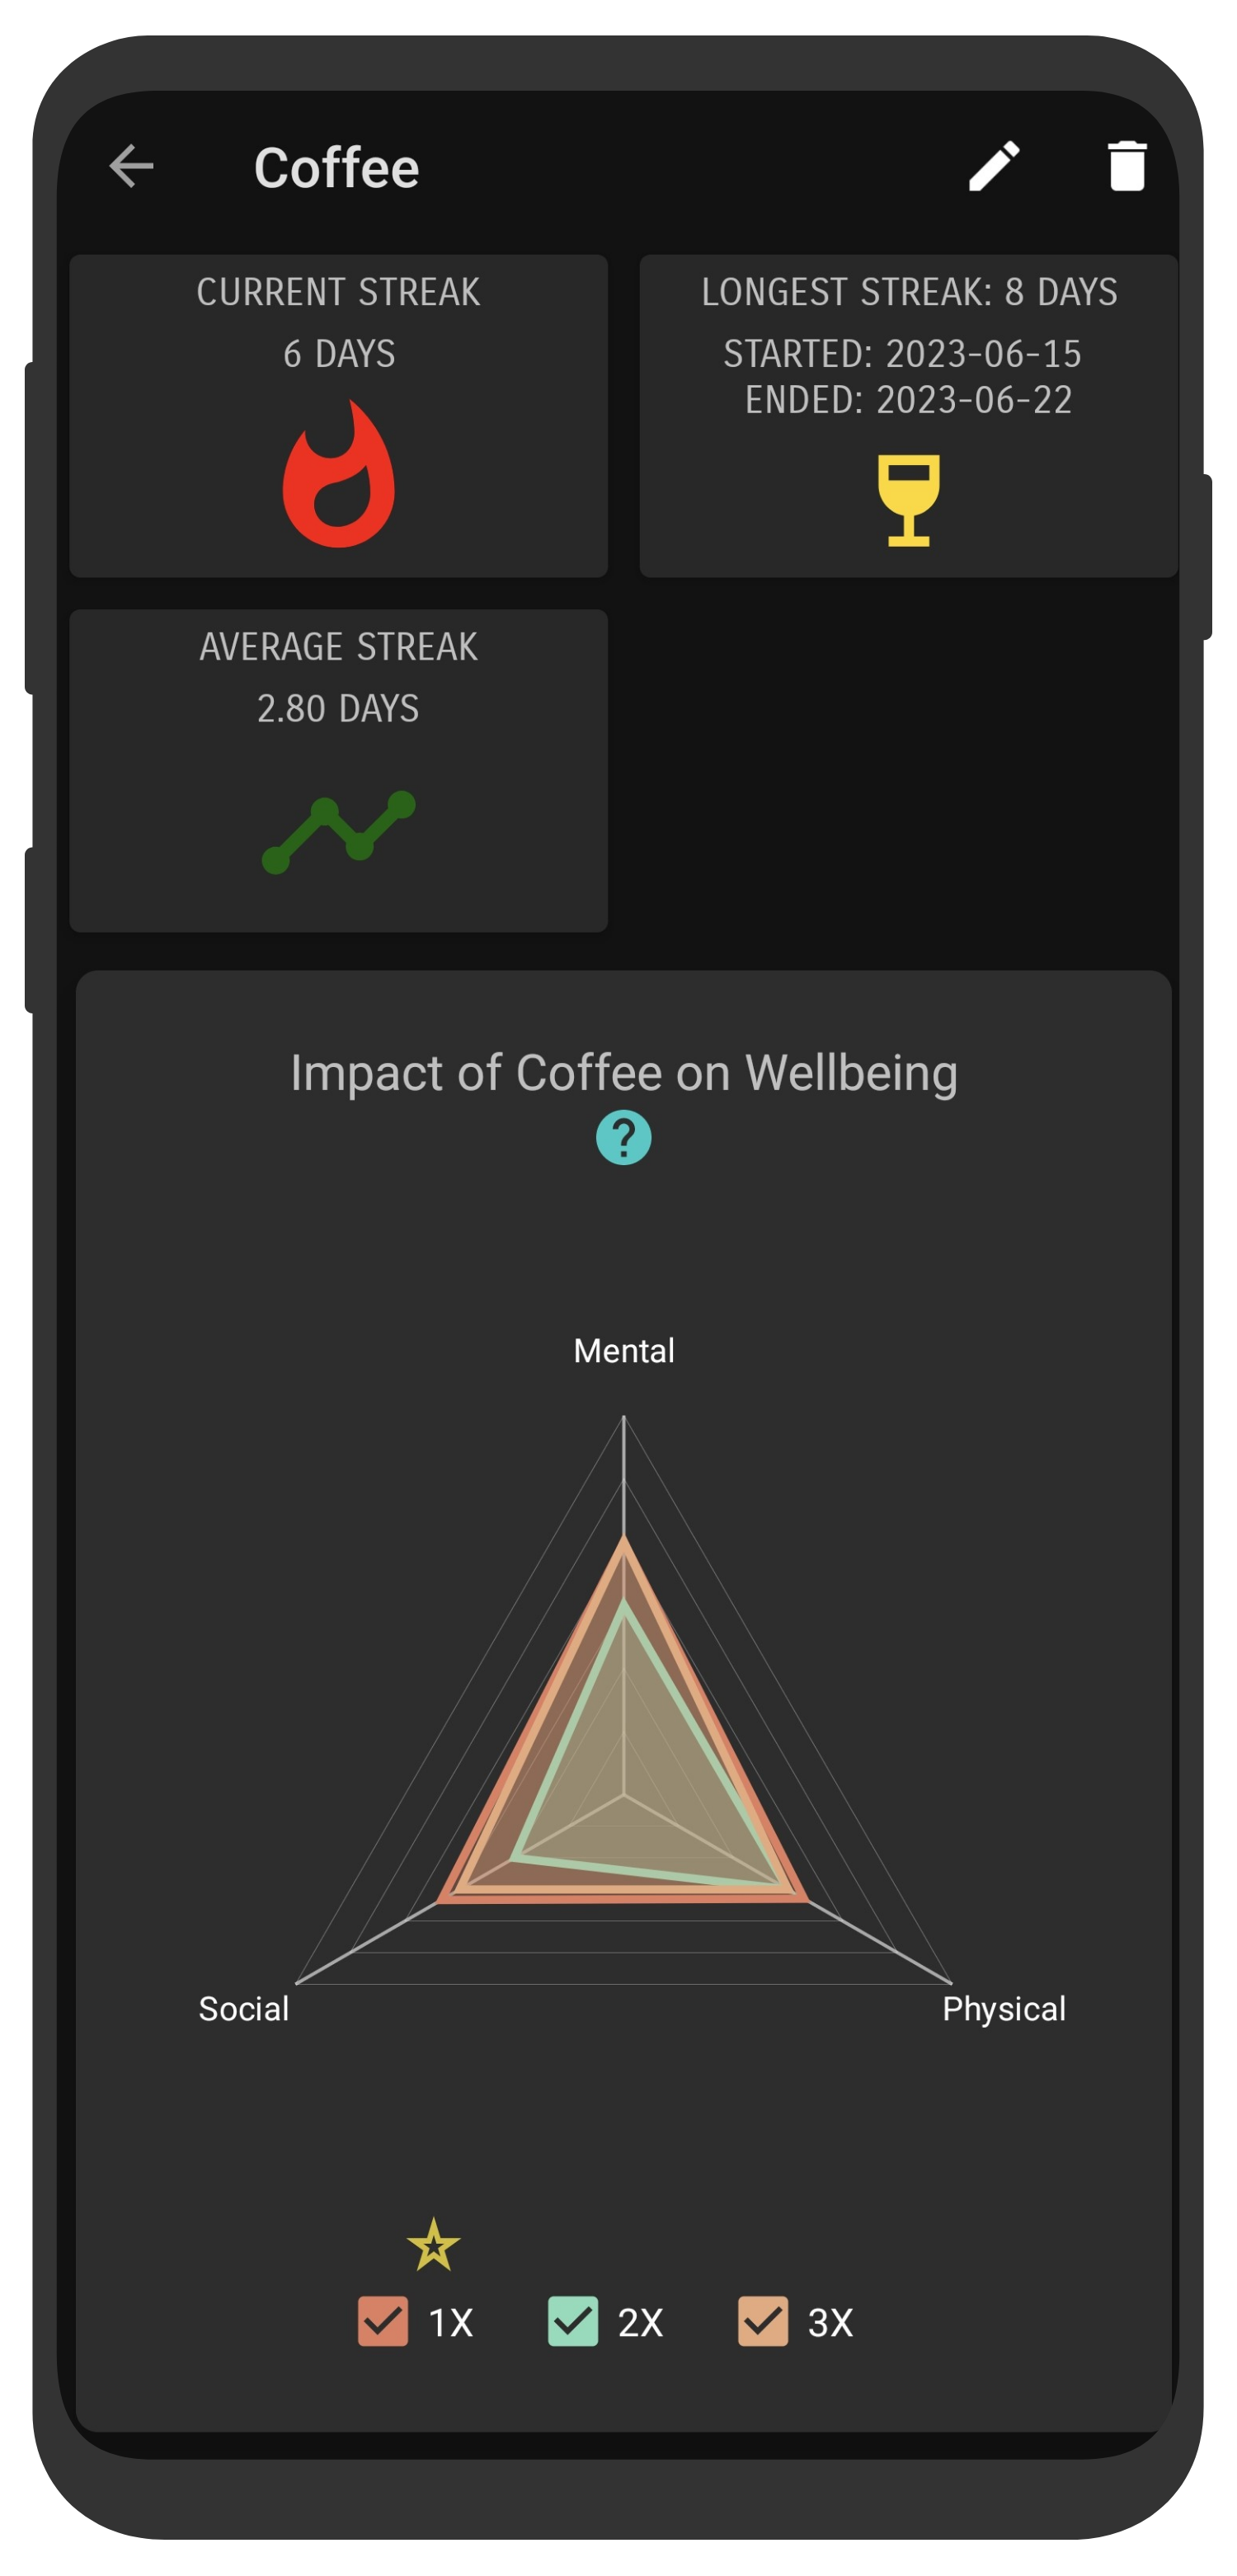 Coffee
CURRENT STREAK
6 DAYS
LONGEST STREAK: 8 DAYS
STARTED: 2023-06-15
ENDED: 2023-06-22
AVERAGE STREAK
2.80 DAYS
Impact of Coffee on Wellbeing
?
Mental
Social
Physical
1X
2X
3X